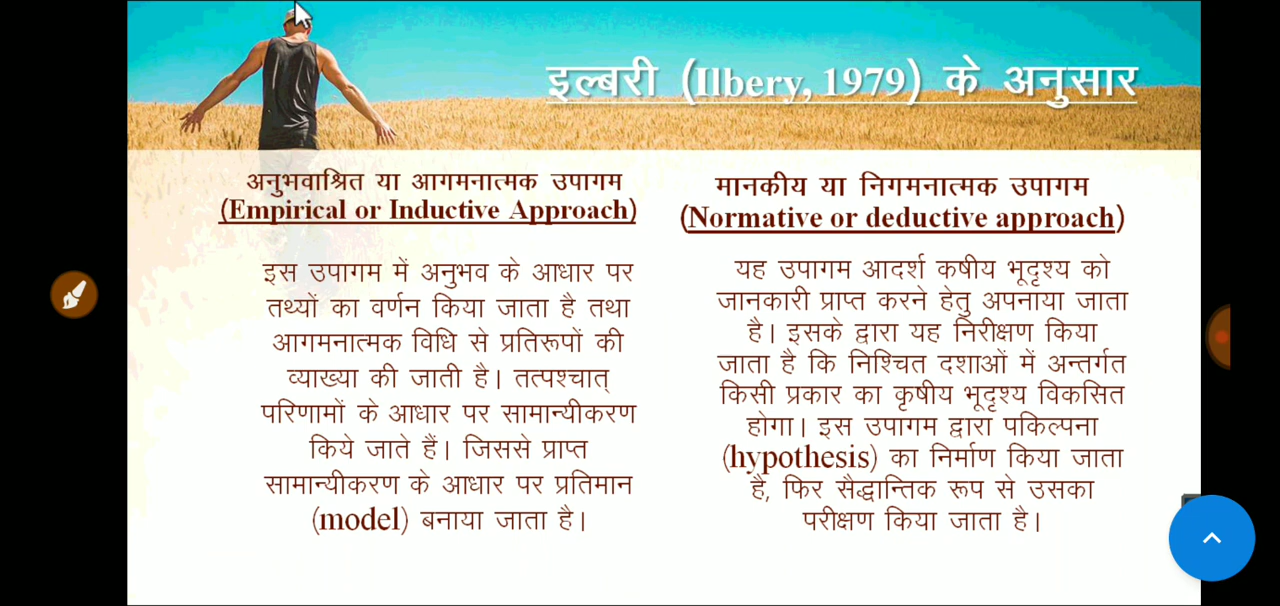 इल्बरी (Ilbery, 1979) के अनुसार
अनुभवाश्रित या आगमनात्मक उपागम
(Empirical or Inductive Approach)
इस उपागम में अनुभव के आधार पर
तथ्यों का वर्णन किया जाता है तथा
आगमनात्मक विधि से प्रतिरूपों की
व्याख्या की जाती है। तत्पश्चात्
परिणामों के आधार पर सामान्यीकरण
किये जाते हैं। जिससे प्राप्त
सामान्यीकरण के आधार पर प्रतिमान
(model) बनाया जाता है।
मानकीय या निगमनात्मक उपागम
(Normative or deductive approach)
यह उपागम आदर्श कषीय भूदृश्य को
जानकारी प्राप्त करने हेतु अपनाया जाता
है। इसके द्वारा यह निरीक्षण किया
जाता है कि निश्चित दशाओं में अन्तर्गत
किसी प्रकार का कृषीय भूदृश्य विकसित
होगा। इस उपागम द्वारा पकिल्पना
(hypothesis) का निर्माण किया जाता
है, फिर सैद्धान्तिक रूप से उसका
परीक्षण किया जाता है।